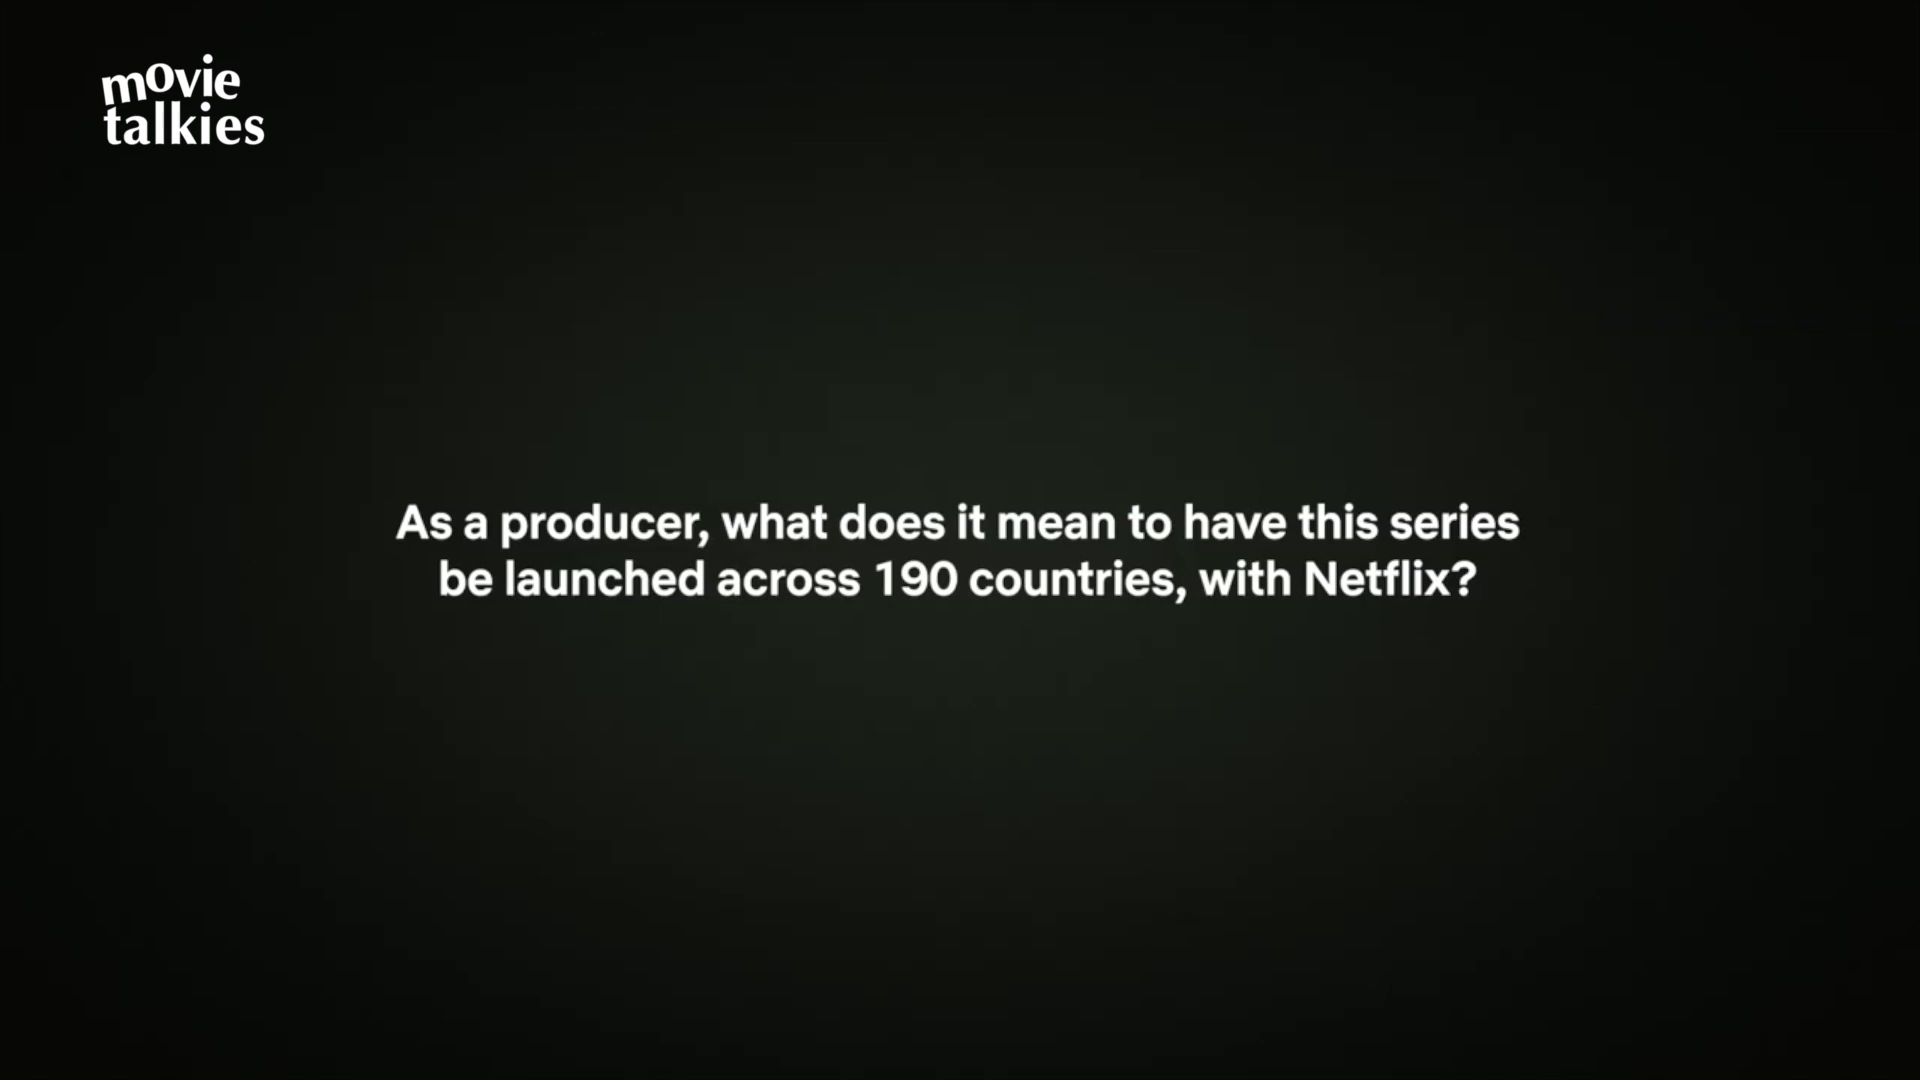 movie
talkies
As a producer, what does it mean to have this series
be launched across 190 countries, with Netflix?